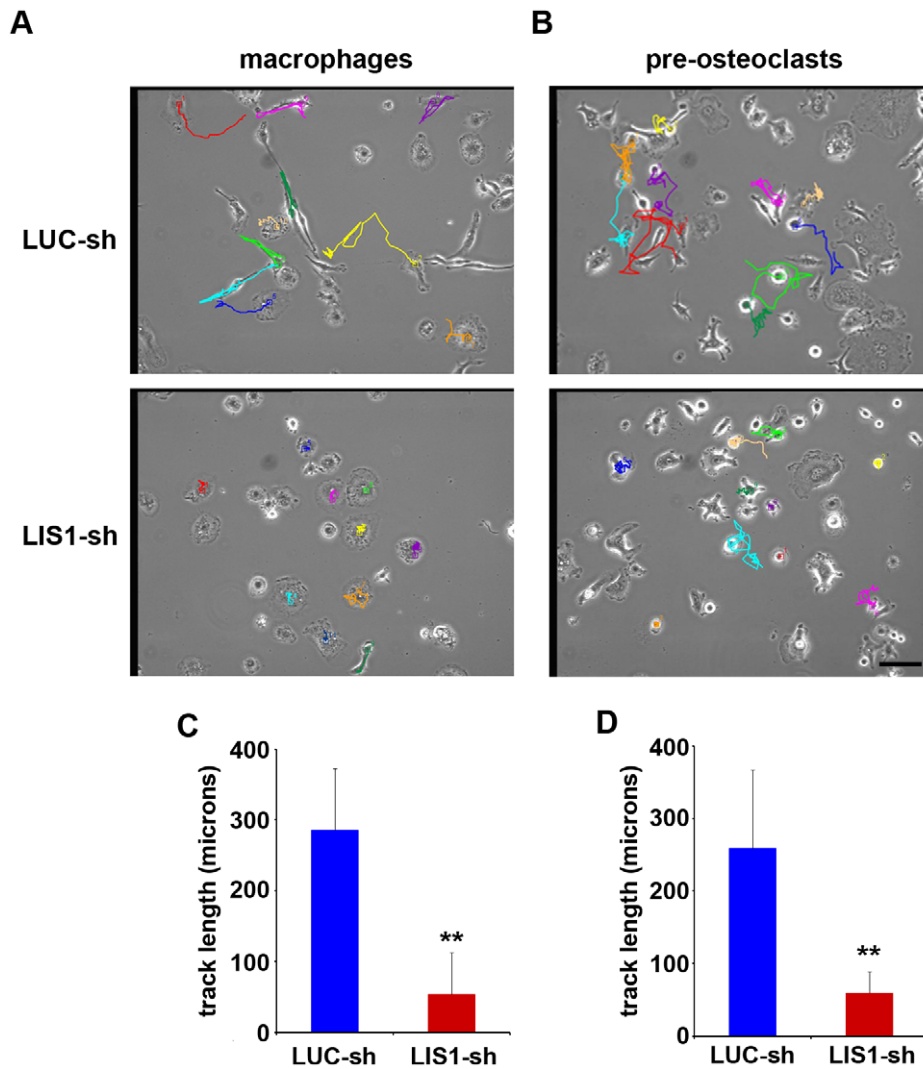 A
B
macrophages
pre-osteoclasts
LUC-sh
LIS1-sh
C
D
track length (microns)
400
300
200
100
0
**
LUC-sh
LIS1-sh
track length (microns)
400
300
200
100
0
**
LUC-sh
LIS1-sh